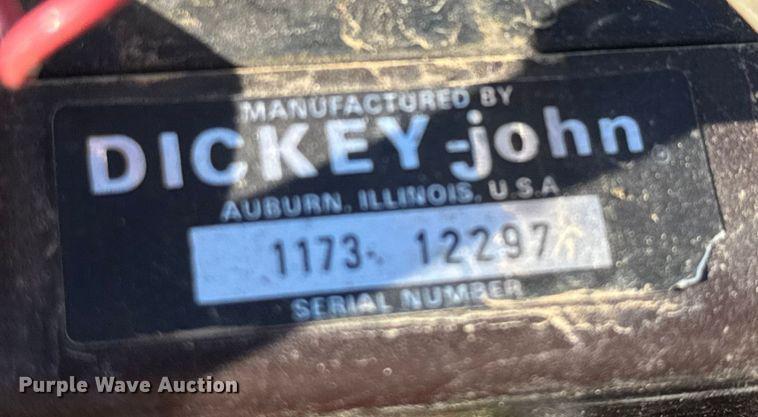 MANUFACTURED BY
DICKEY-john
AUBURN, ILLINOIS, U.S.A
1173- 12297
SERIAL NUMBER
Purple Wave Auction